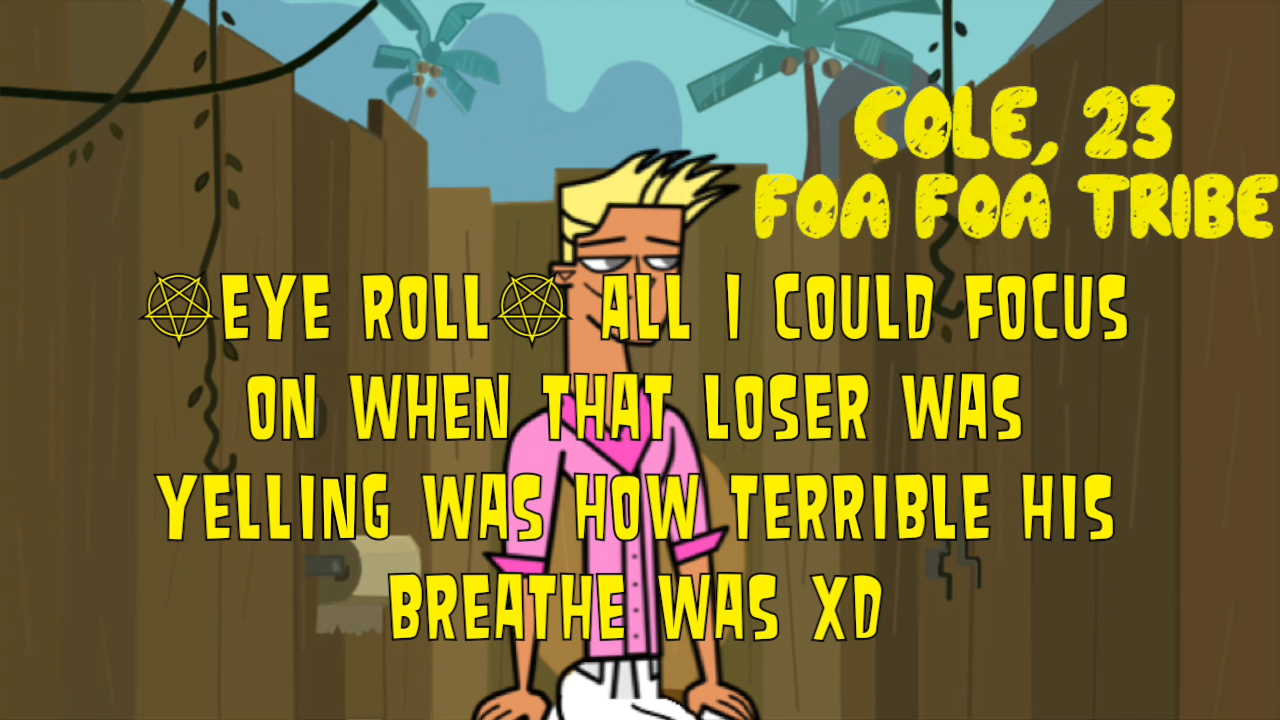 COLE, 23
FOA FOA TRIBE
⛧EYE ROLL⛧ ALL I COULD FOCUS
ON WHEN THAT LOSER WAS
YELLING WAS HOW TERRIBLE HIS
BREATHE WAS XD